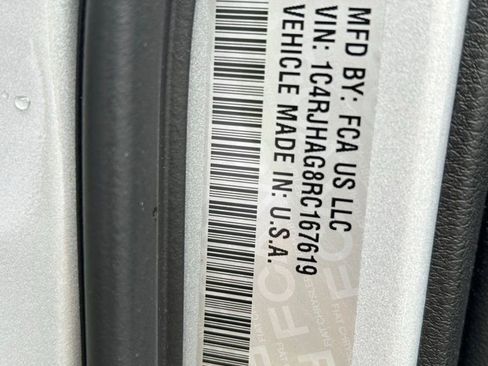 MFD BY: FCA US LLC
VIN: 1C4RJHAG8RC167619
VEHICLE MADE IN: U.S.A.